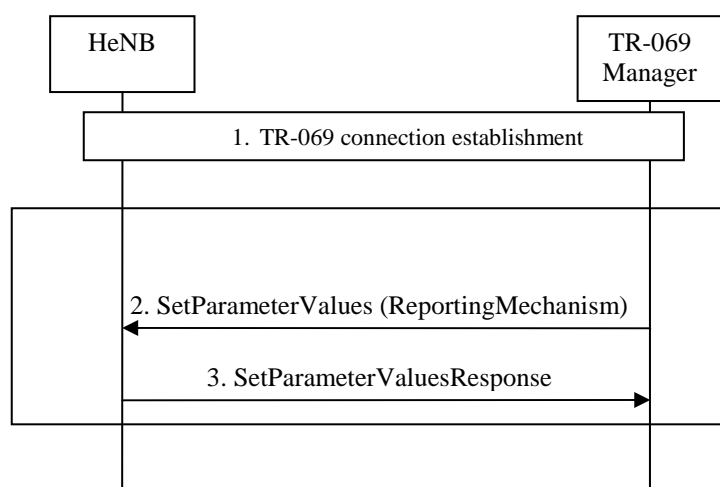 HeNB
TR-069
Manager
1. TR-069 connection establishment
2. SetParameterValues (ReportingMechanism)
3. SetParameterValuesResponse